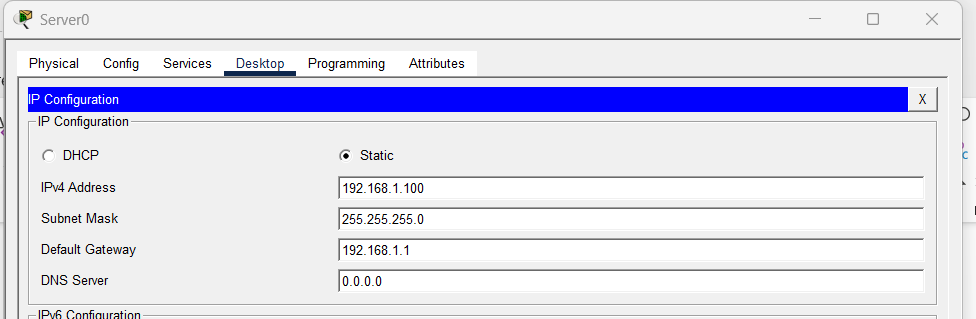 Server0
Physical Config Services Desktop Programming Attributes
IP Configuration X
IP Configuration
DHCP Static
IPv4 Address 192.168.1.100
Subnet Mask 255.255.255.0
Default Gateway 192.168.1.1
DNS Server 0.0.0.0
IPv6 Configuration